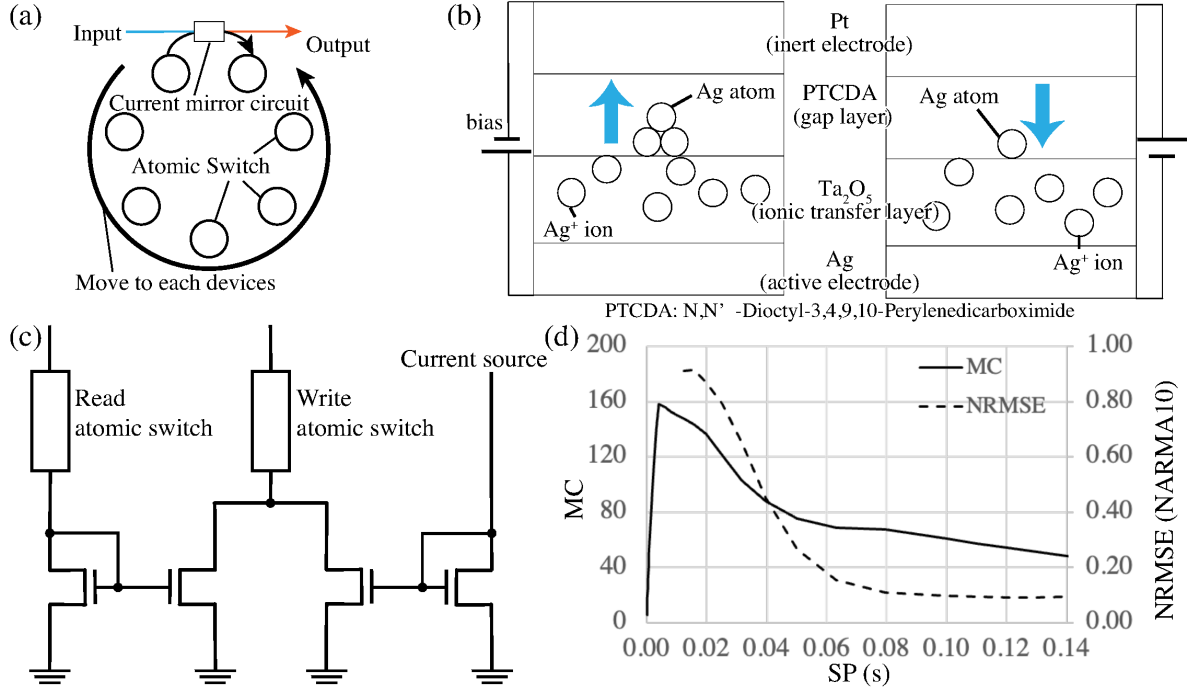 (a)
Input
Output
Current mirror circuit
Atomic Switch
Move to each devices
(b)
bias
Pt
(inert electrode)
Ag atom
PTCDA
(gap layer)
Ag atom
Ta2O5
(ionic transfer layer)
Ag+ ion
Ag+ ion
Ag
(active electrode)
PTCDA: N,N’ -Dioctyl-3,4,9,10-Perylenedicarboximide
(c)
Current source
Read
atomic switch
Write
atomic switch
(d)
200
160
120
80
40
0
MC
MC
NRMSE
1.00
0.80
0.60
0.40
0.20
0.00
NRMSE (NARMA10)
0.00 0.02 0.04 0.06 0.08 0.10 0.12 0.14
SP (s)